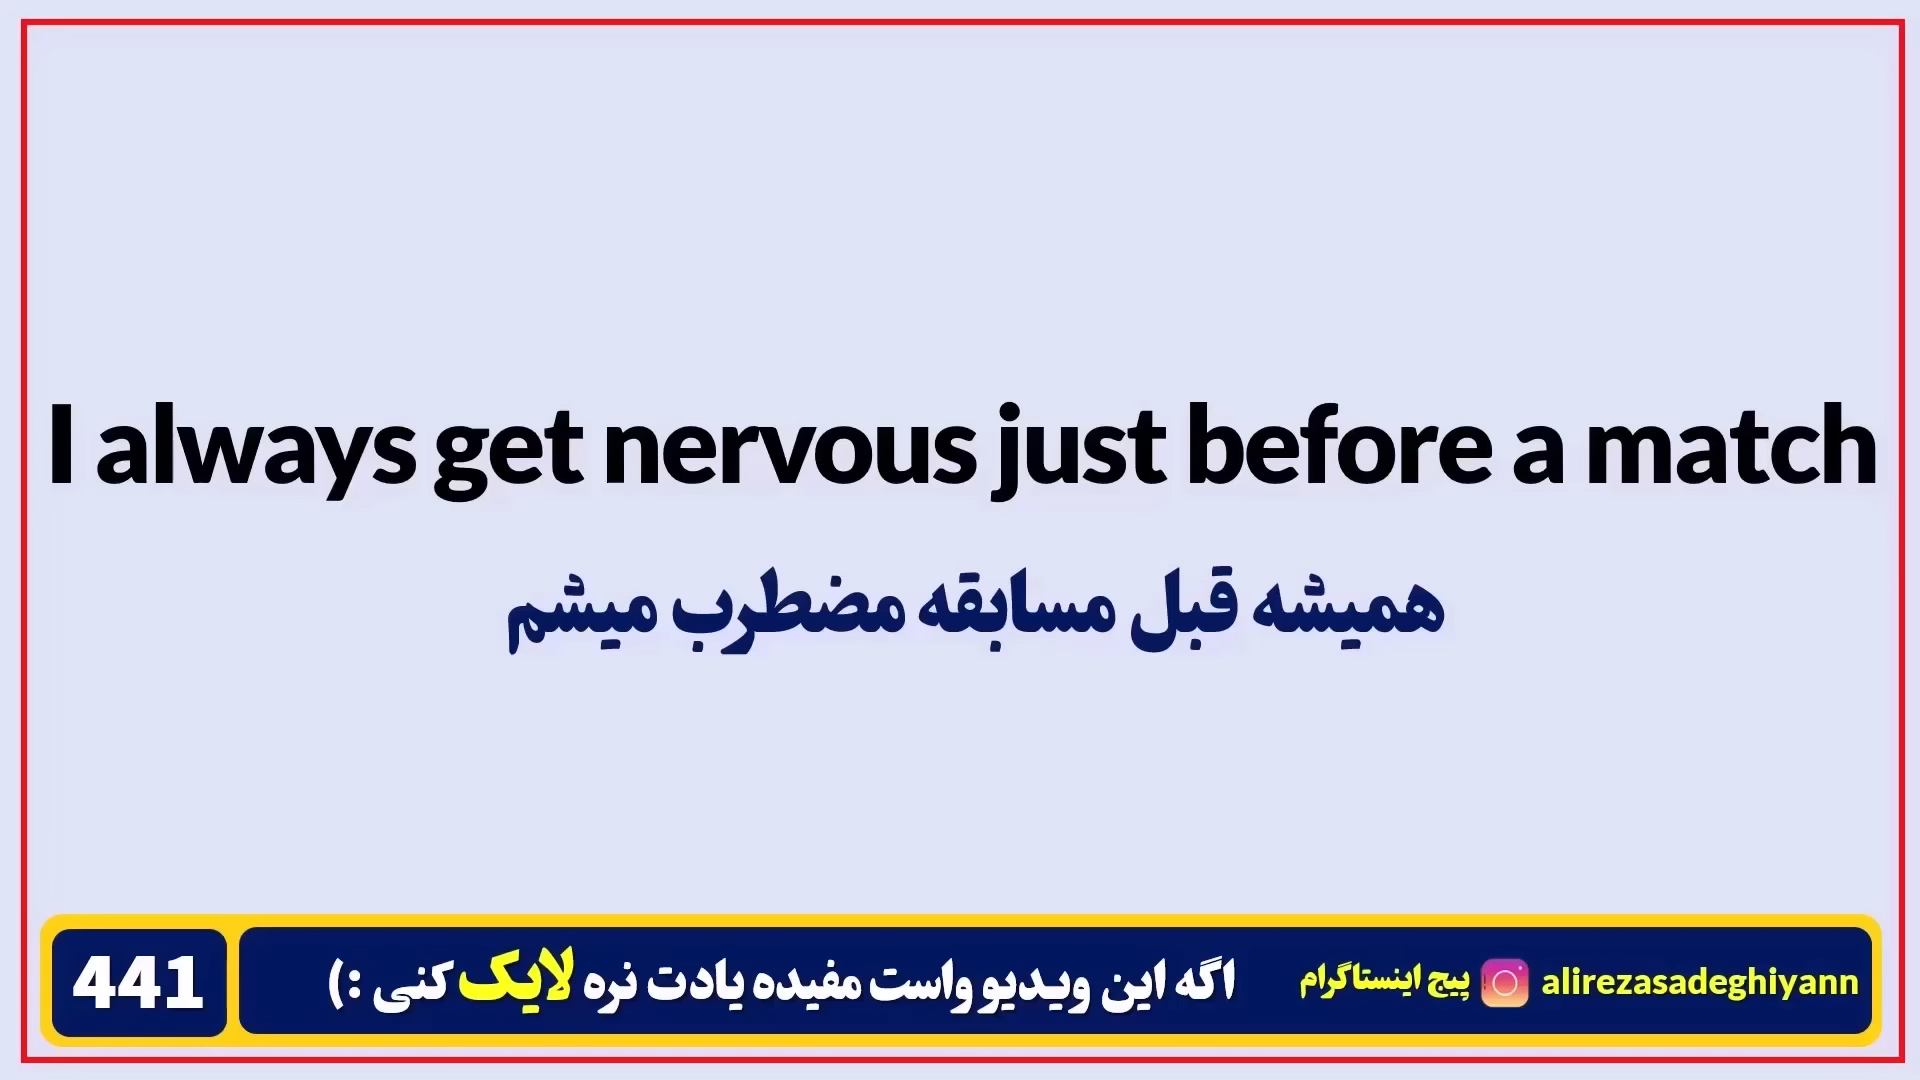 I always get nervous just before a match
همیشه قبل مسابقه مضطرب میشم
441
اگه این ویدیو واست مفیده یادت نره لایک کنی :)
پیج اینستاگرام alirezasadeghiyann